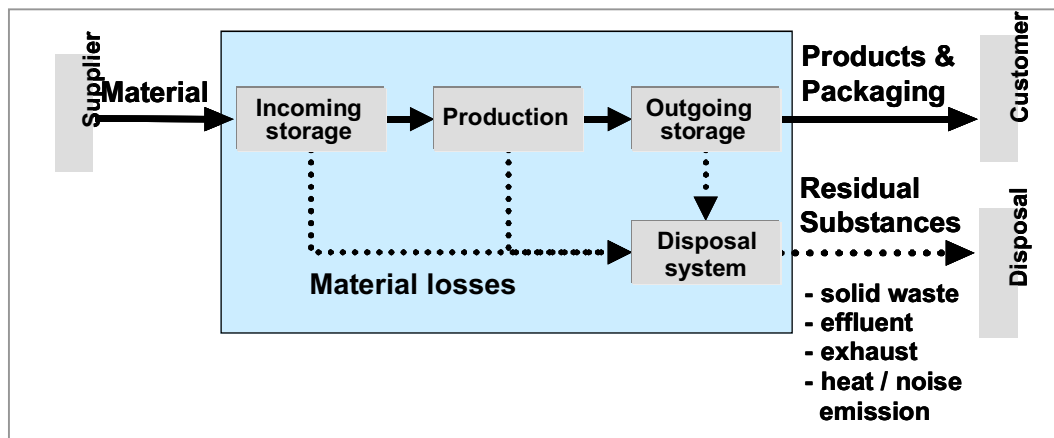 Supplier
Material
Incoming
storage
Production
Outgoing
storage
Products &
Packaging
Customer
Material losses
Disposal
system
Residual
Substances
Disposal
- solid waste
- effluent
- exhaust
- heat / noise
emission